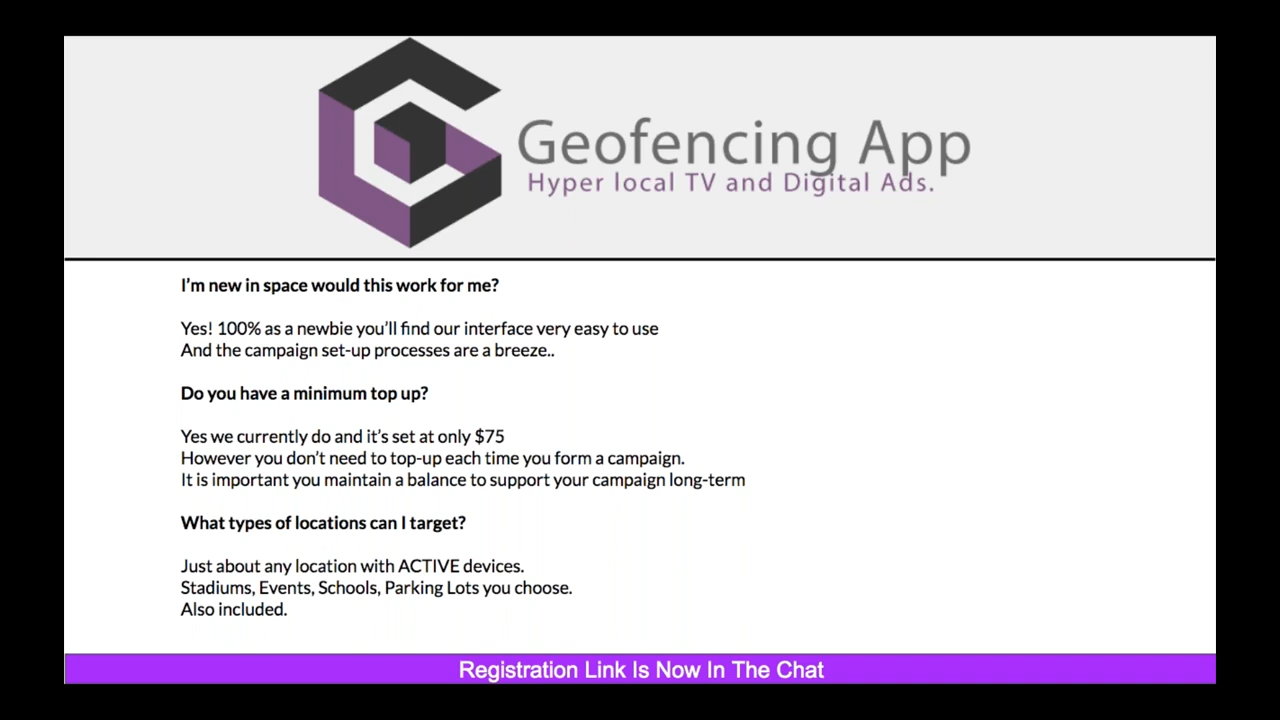 Geofencing App
Hyper local TV and Digital Ads.
I'm new in space would this work for me?
Yes! 100% as a newbie you'll find our interface very easy to use
And the campaign set-up processes are a breeze..
Do you have a minimum top up?
Yes we currently do and it's set at only $75
However you don't need to top-up each time you form a campaign.
It is important you maintain a balance to support your campaign long-term
What types of locations can I target?
Just about any location with ACTIVE devices.
Stadiums, Events, Schools, Parking Lots you choose.
Also included.
Registration Link Is Now In The Chat